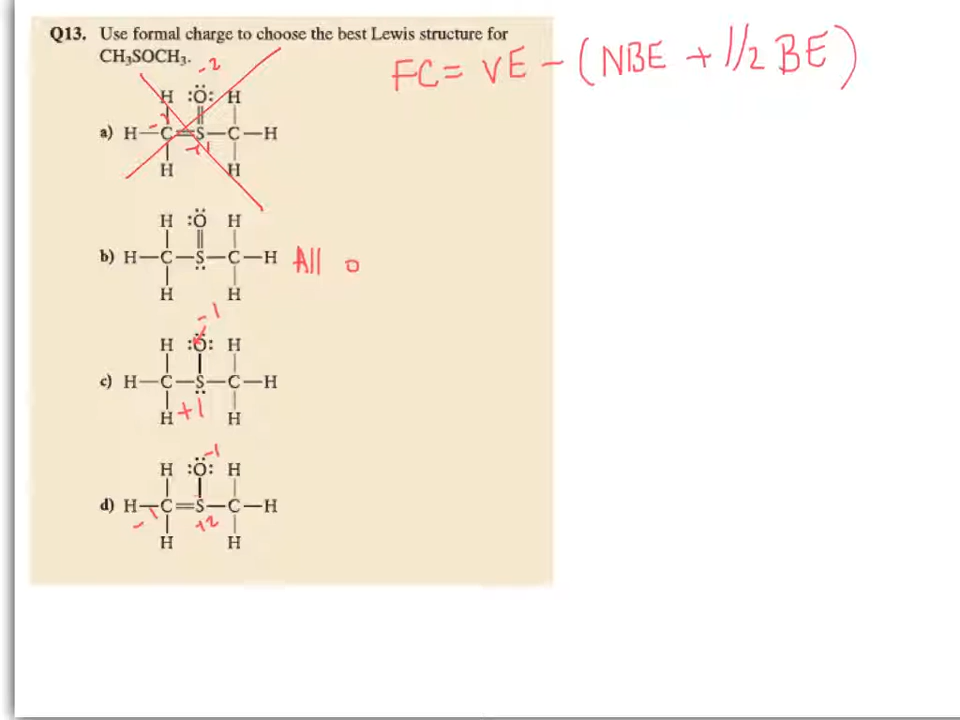 Q13. Use formal charge to choose the best Lewis structure for
CH₃SOCH₃.
FC = VE - (NBE + 1/2 BE)
-2
H :Ö: H
a) H—C=S—C—H
H H
H :Ö H
b) H—C—S—C—H All 0
H H
-1
H :Ö: H
c) H—C—S—C—H
H +1 H
-1
H :Ö: H
d) H—C=S—C—H
-1 +2
H H